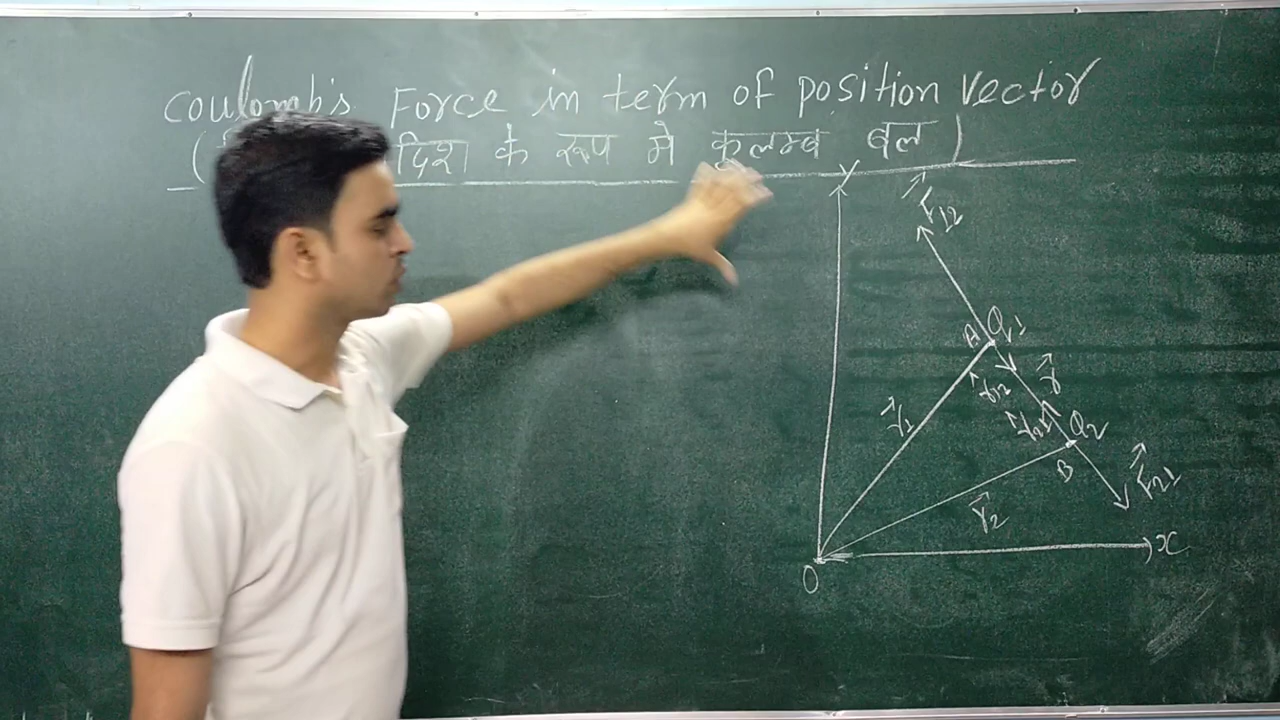 Coulomb's Force in term of position vector
( दिश के रूप मे कुलम्ब बल )
Y
F12
A Q1
r12 r
r1 r21 Q2
B
F21
r2
x
O